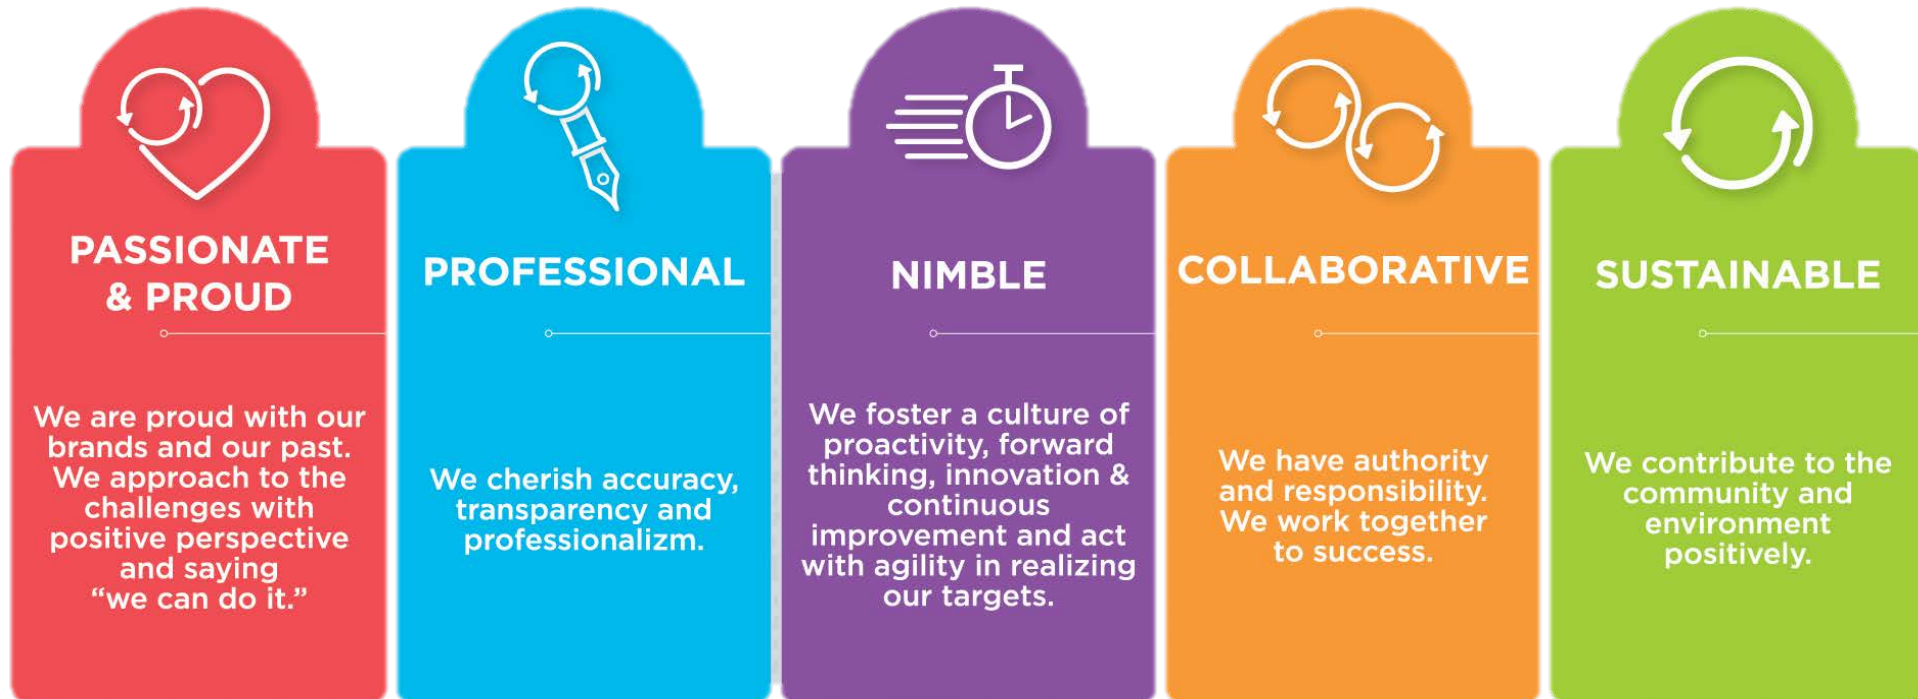 PASSIONATE
& PROUD
We are proud with our
brands and our past.
We approach to the
challenges with
positive perspective
and saying
“we can do it.”
PROFESSIONAL
We cherish accuracy,
transparency and
professionalizm.
NIMBLE
We foster a culture of
proactivity, forward
thinking, innovation &
continuous
improvement and act
with agility in realizing
our targets.
COLLABORATIVE
We have authority
and responsibility.
We work together
to success.
SUSTAINABLE
We contribute to the
community and
environment
positively.